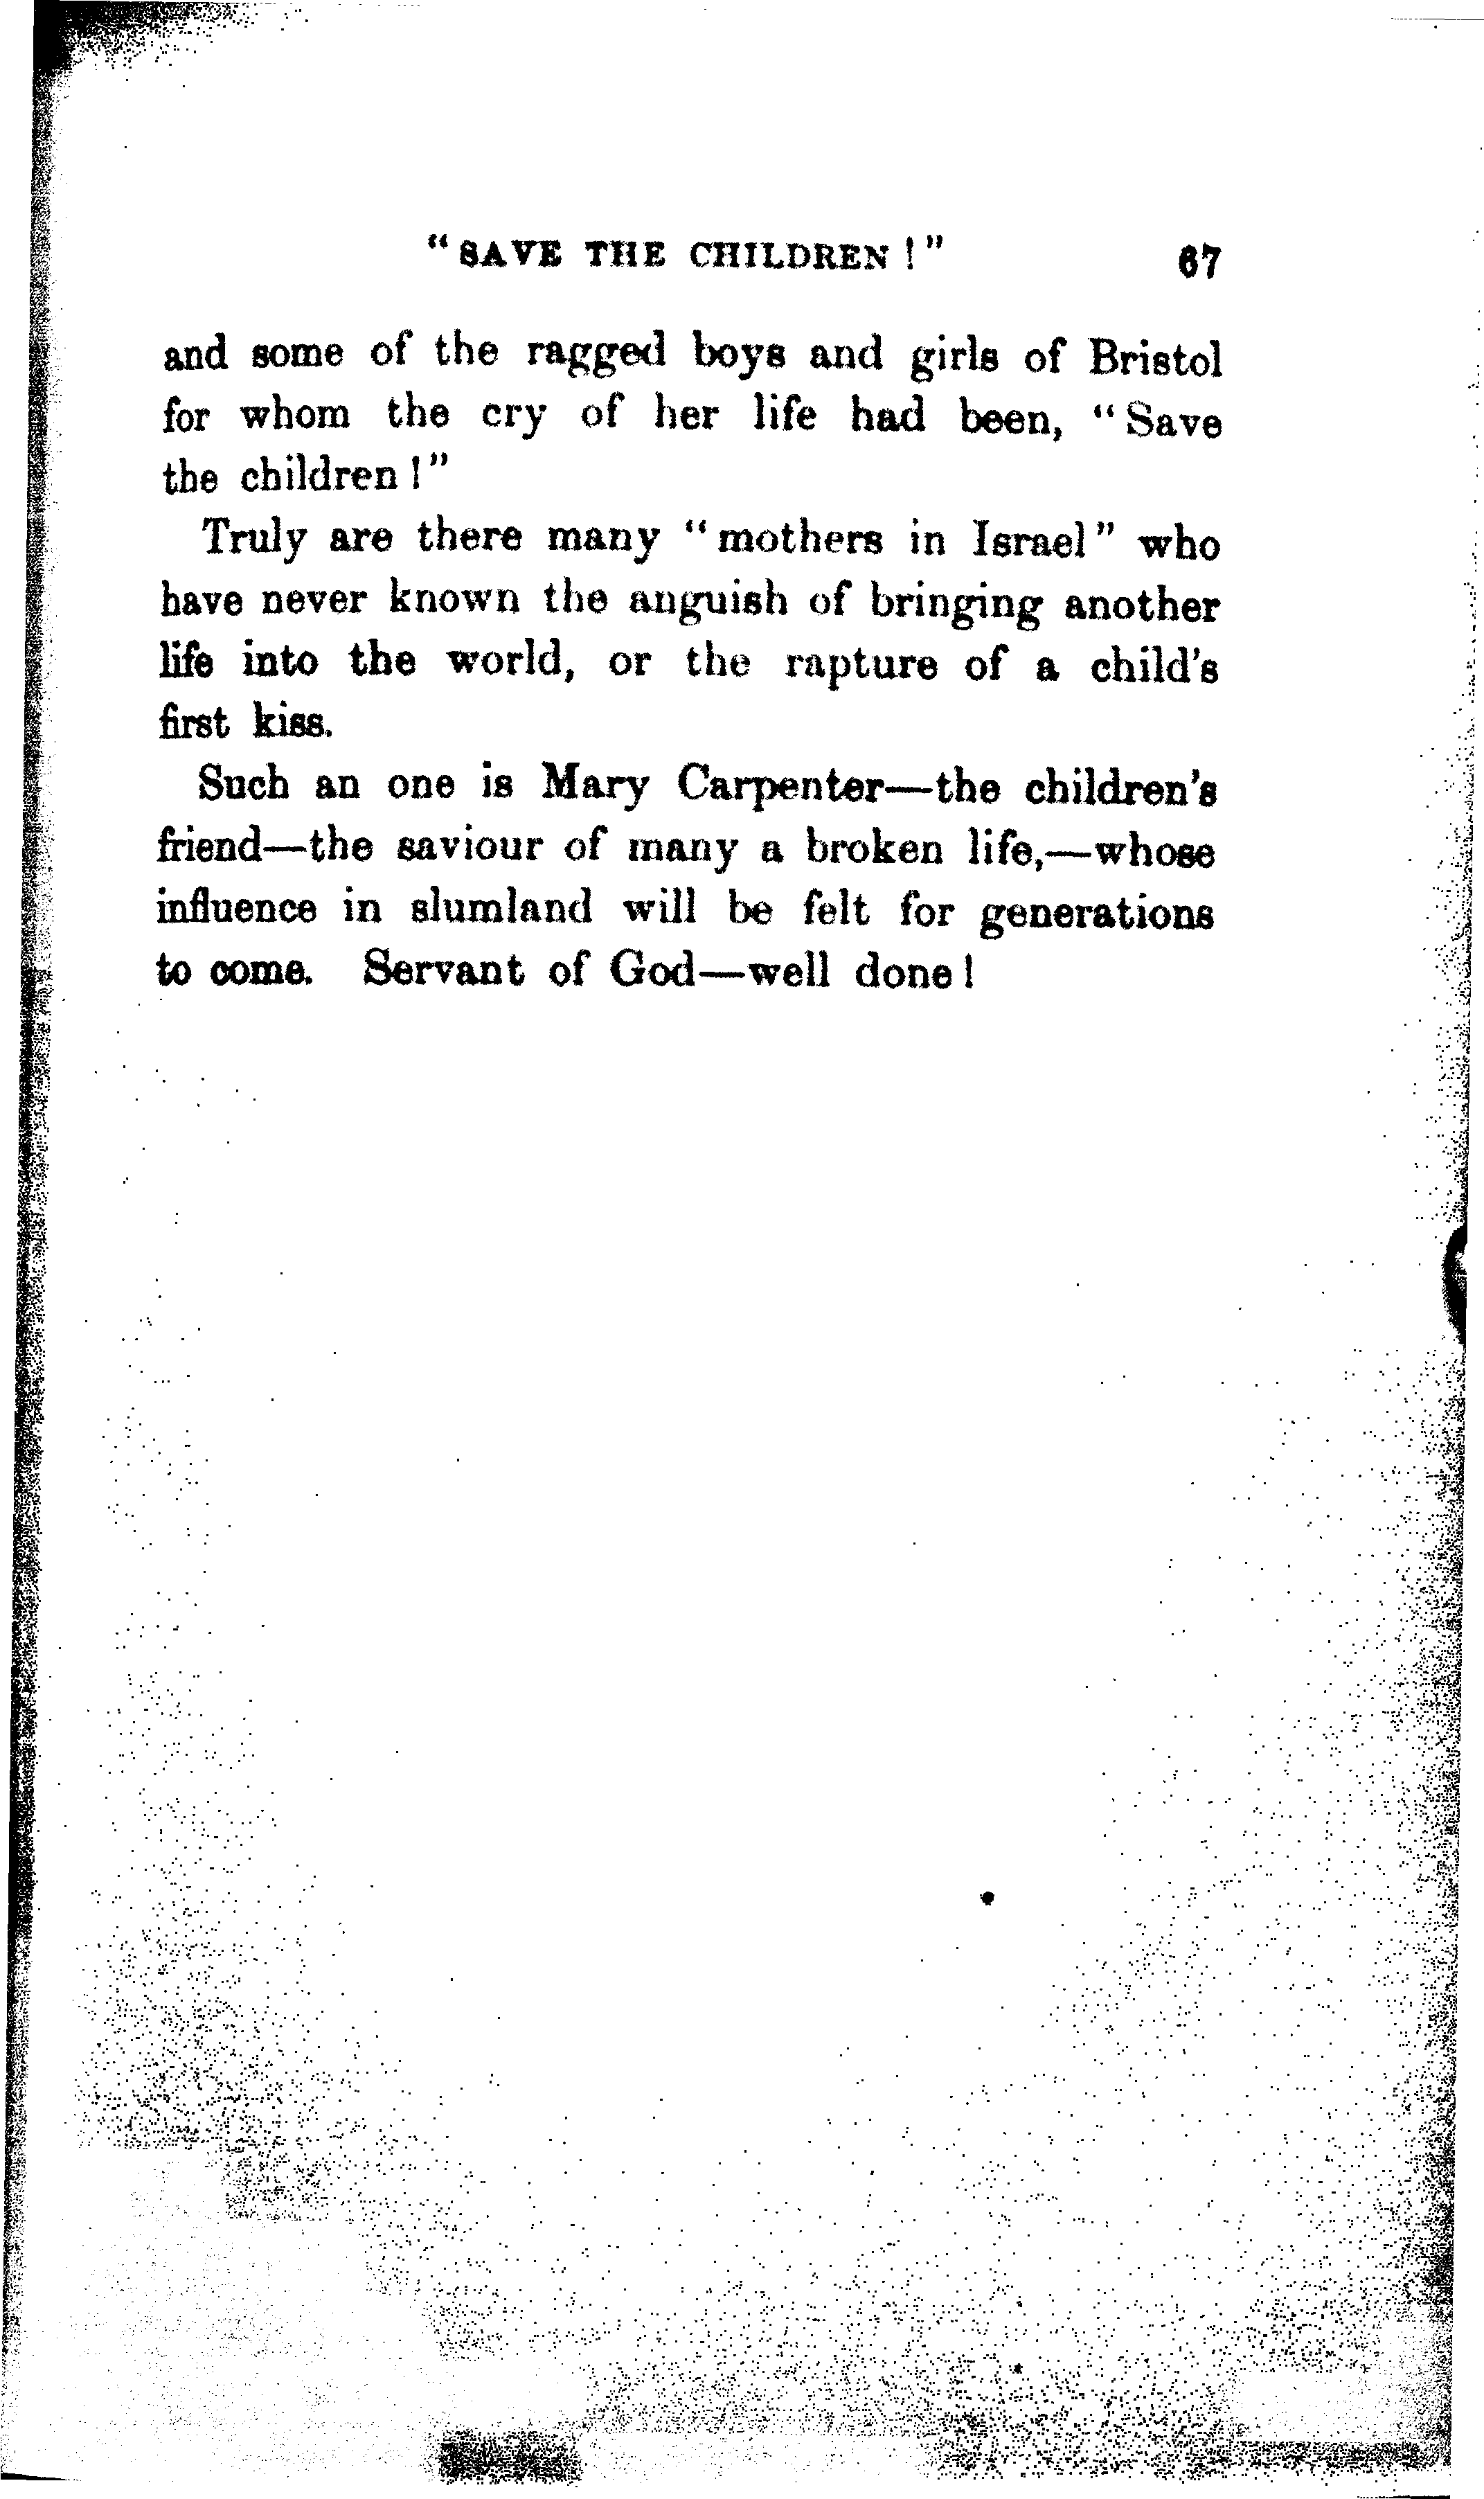 "SAVE THE CHILDREN!" 67
and some of the ragged boys and girls of Bristol
for whom the cry of her life had been, "Save
the children!"
Truly are there many "mothers in Israel" who
have never known the anguish of bringing another
life into the world, or the rapture of a child's
first kiss.
Such an one is Mary Carpenter—the children's
friend—the saviour of many a broken life,—whose
influence in slumland will be felt for generations
to come. Servant of God—well done!